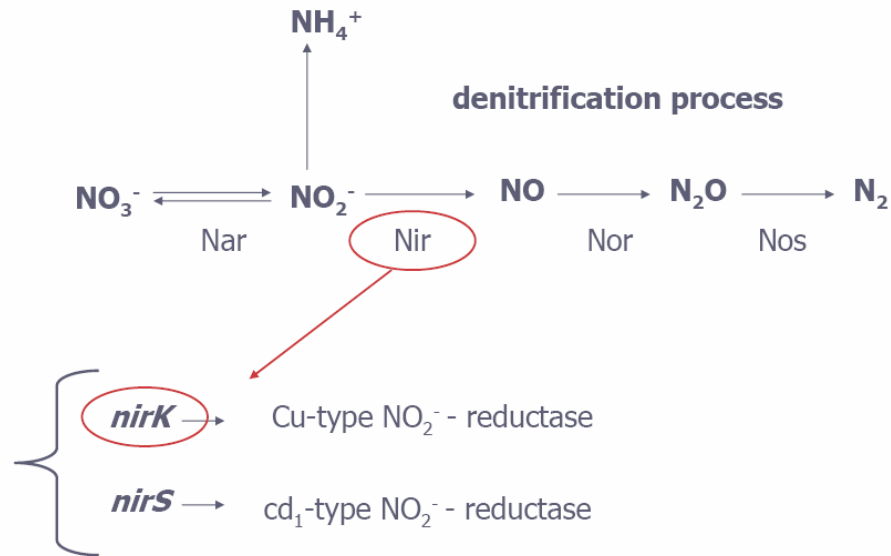 NH₄⁺
denitrification process
NO₃⁻ NO₂⁻ NO N₂O N₂
Nar Nir Nor Nos
nirK Cu-type NO₂⁻ - reductase
nirS cd₁-type NO₂⁻ - reductase